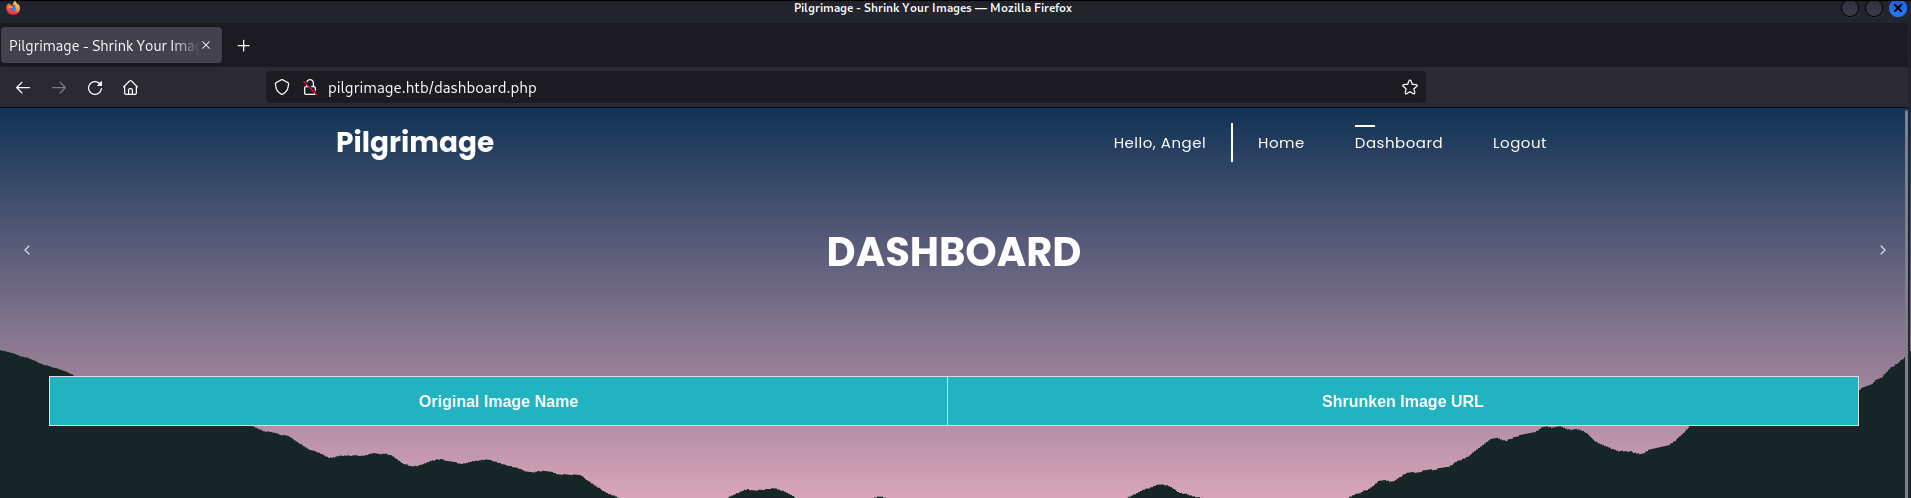 Pilgrimage - Shrink Your Images — Mozilla Firefox
Pilgrimage - Shrink Your Ima
pilgrimage.htb/dashboard.php
Pilgrimage Hello, Angel Home Dashboard Logout
DASHBOARD
Original Image Name Shrunken Image URL